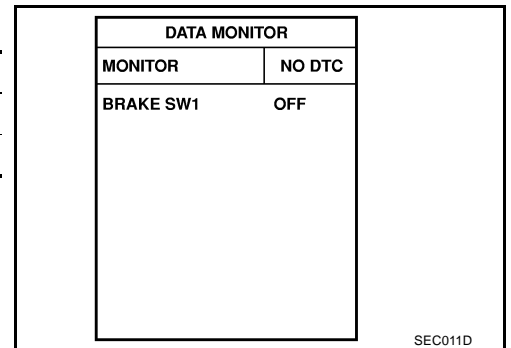 DATA MONITOR
MONITOR NO DTC
BRAKE SW1 OFF
SEC011D